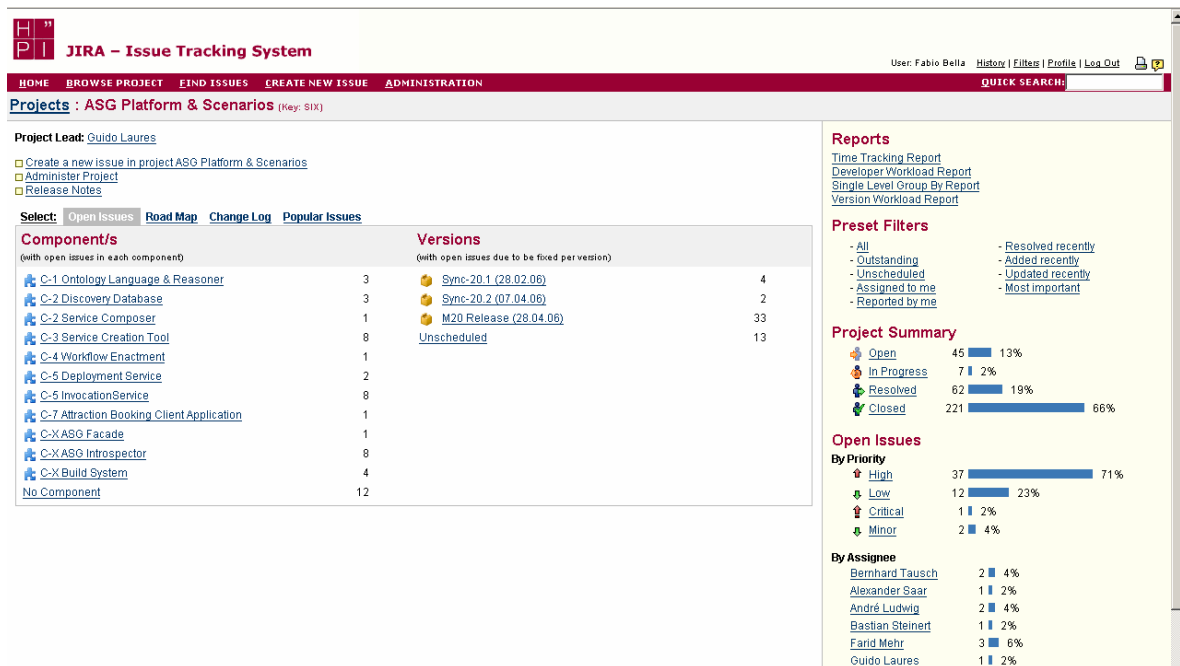 H "
P I
JIRA – Issue Tracking System
User: Fabio Bella History | Filters | Profile | Log Out
HOME BROWSE PROJECT FIND ISSUES CREATE NEW ISSUE ADMINISTRATION QUICK SEARCH:
Projects : ASG Platform & Scenarios (Key: SIX)
Project Lead: Guido Laures
Create a new issue in project ASG Platform & Scenarios
Administer Project
Release Notes
Select: Open Issues Road Map Change Log Popular Issues
Component/s
(with open issues in each component)
C-1 Ontology Language & Reasoner 3
C-2 Discovery Database 3
C-2 Service Composer 1
C-3 Service Creation Tool 8
C-4 Workflow Enactment 1
C-5 Deployment Service 2
C-5 InvocationService 8
C-7 Attraction Booking Client Application 1
C-X ASG Facade 1
C-X ASG Introspector 8
C-X Build System 4
No Component 12
Versions
(with open issues due to be fixed per version)
Sync-20.1 (28.02.06) 4
Sync-20.2 (07.04.06) 2
M20 Release (28.04.06) 33
Unscheduled 13
Reports
Time Tracking Report
Developer Workload Report
Single Level Group By Report
Version Workload Report
Preset Filters
- All
- Outstanding
- Unscheduled
- Assigned to me
- Reported by me
- Resolved recently
- Added recently
- Updated recently
- Most important
Project Summary
Open 45 13%
In Progress 7 2%
Resolved 62 19%
Closed 221 66%
Open Issues
By Priority
High 37 71%
Low 12 23%
Critical 1 2%
Minor 2 4%
By Assignee
Bernhard Tausch 2 4%
Alexander Saar 1 2%
André Ludwig 2 4%
Bastian Steinert 1 2%
Farid Mehr 3 6%
Guido Laures 1 2%